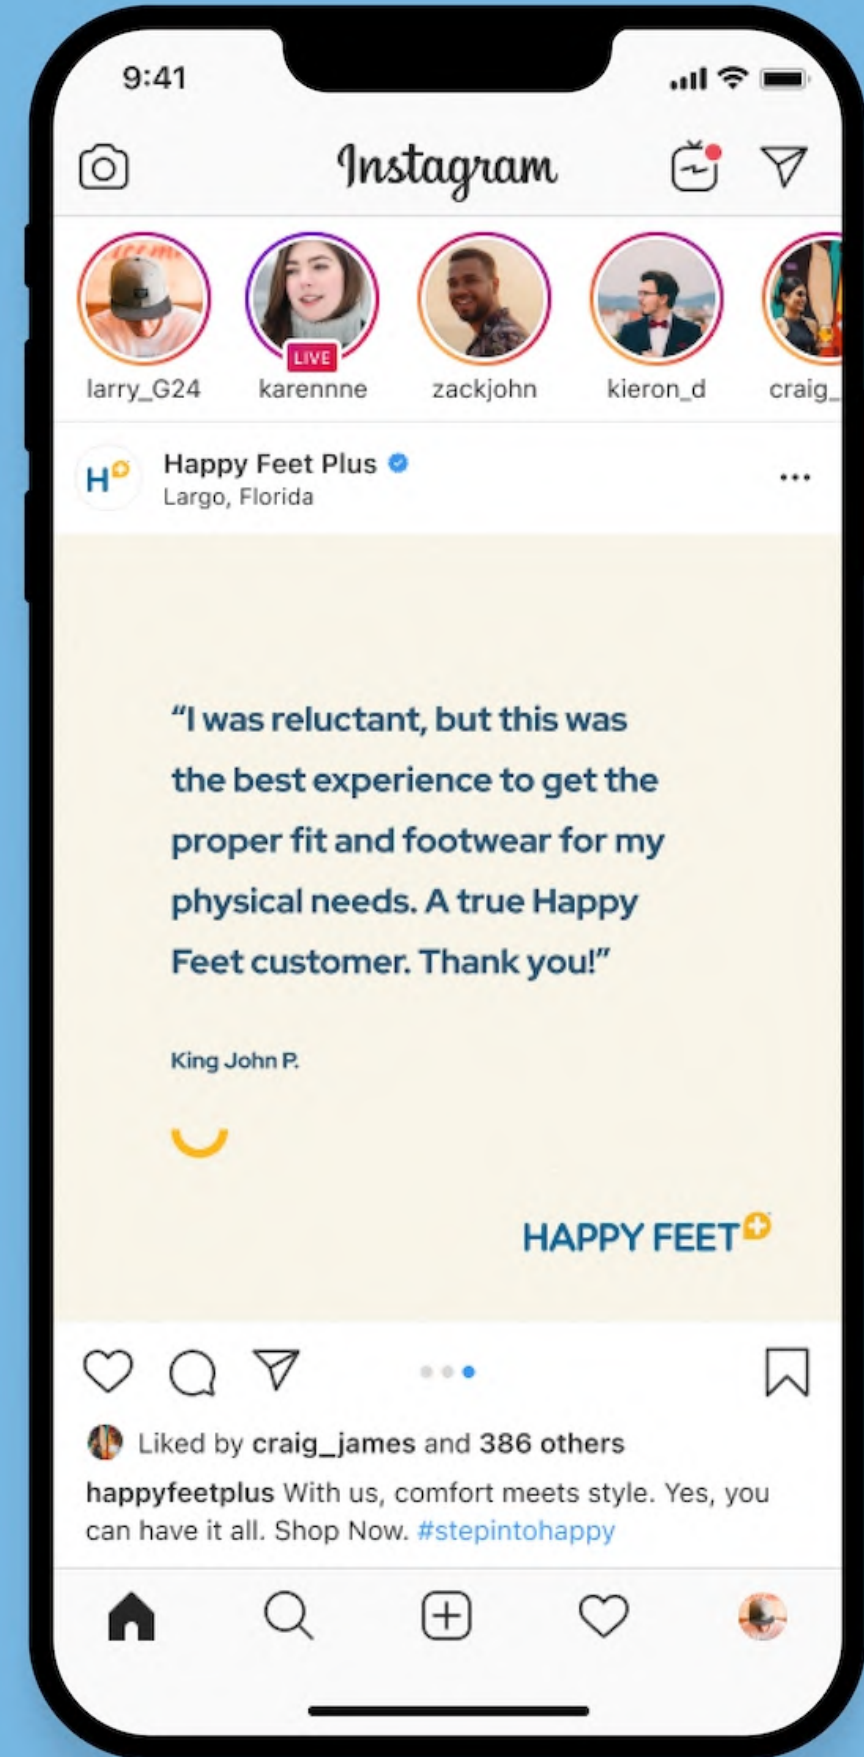 9:41
Instagram
LIVE
larry_G24
karennne
zackjohn
kieron_d
craig_
H
Happy Feet Plus
Largo, Florida
“I was reluctant, but this was
the best experience to get the
proper fit and footwear for my
physical needs. A true Happy
Feet customer. Thank you!”
King John P.
HAPPY FEET
Liked by craig_james and 386 others
happyfeetplus With us, comfort meets style. Yes, you
can have it all. Shop Now. #stepintohappy